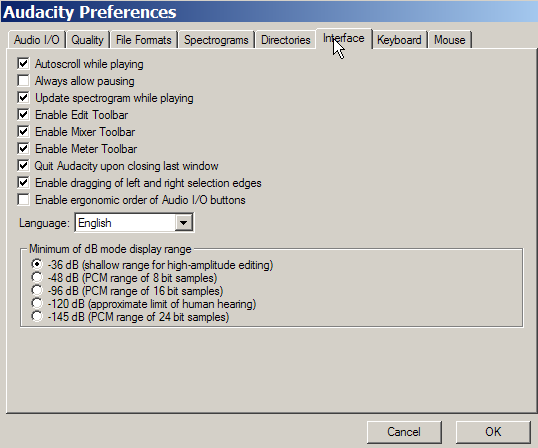 Audacity Preferences
Audio I/O Quality File Formats Spectrograms Directories Interface Keyboard Mouse
Autoscroll while playing
Always allow pausing
Update spectrogram while playing
Enable Edit Toolbar
Enable Mixer Toolbar
Enable Meter Toolbar
Quit Audacity upon closing last window
Enable dragging of left and right selection edges
Enable ergonomic order of Audio I/O buttons
Language: English
Minimum of dB mode display range
-36 dB (shallow range for high-amplitude editing)
-48 dB (PCM range of 8 bit samples)
-96 dB (PCM range of 16 bit samples)
-120 dB (approximate limit of human hearing)
-145 dB (PCM range of 24 bit samples)
Cancel OK